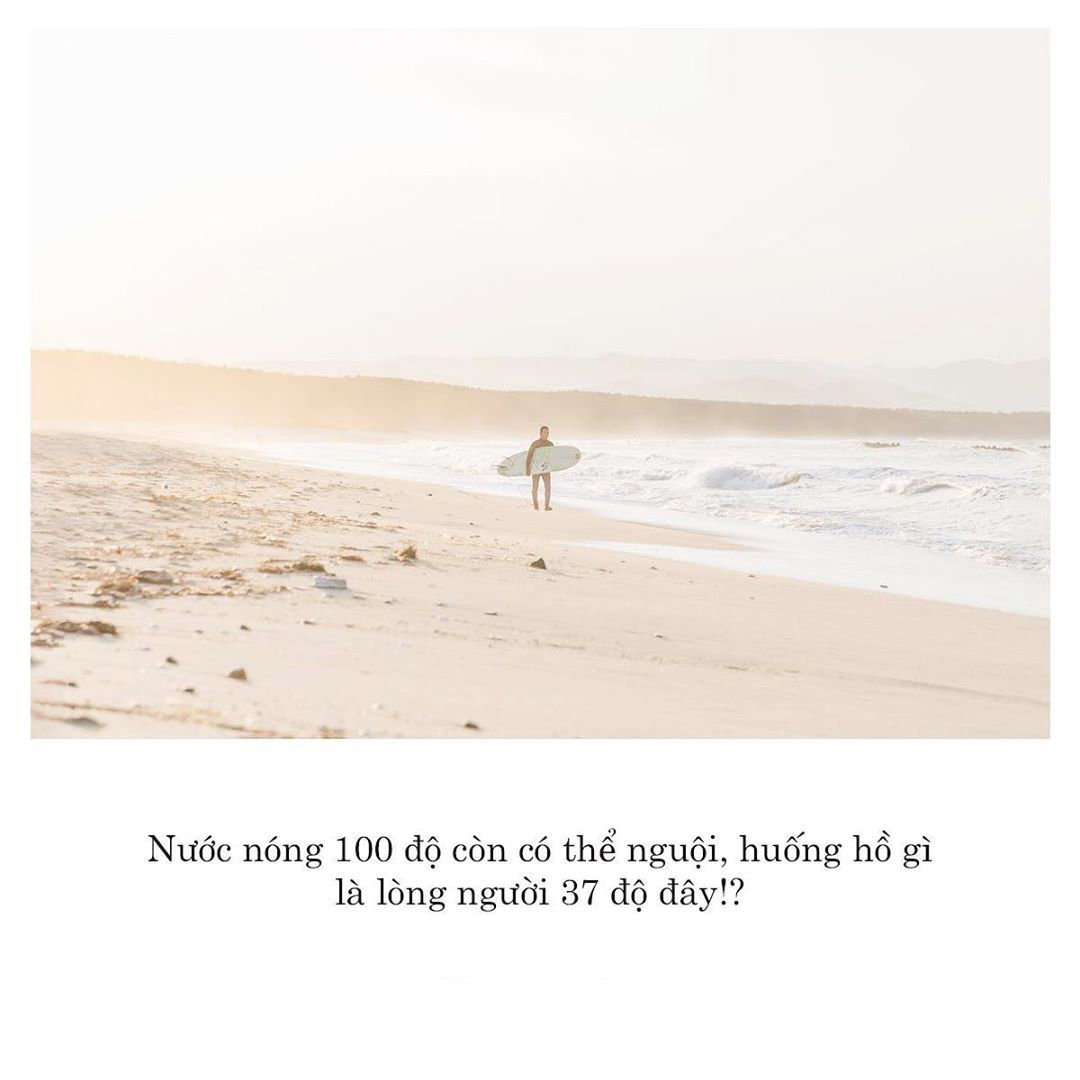 Nước nóng 100 độ còn có thể nguội, huống hồ gì
là lòng người 37 độ đây!?